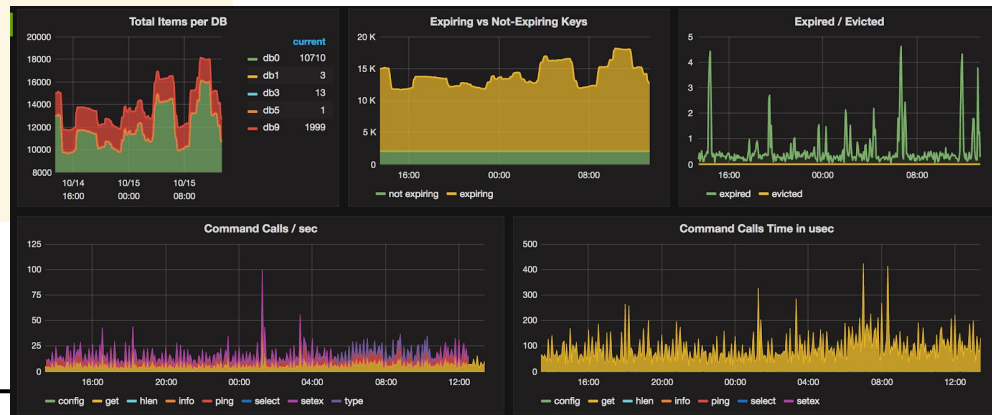 Total Items per DB
20000
18000
16000
14000
12000
10000
8000
10/14
16:00
10/15
00:00
10/15
08:00
current
db0 10710
db1 3
db3 13
db5 1
db9 1999
Expiring vs Not-Expiring Keys
20 K
15 K
10 K
5 K
0
16:00 00:00 08:00
not expiring expiring
Expired / Evicted
5
4
3
2
1
0
16:00 00:00 08:00
expired evicted
Command Calls / sec
125
100
75
50
25
0
16:00 20:00 00:00 04:00 08:00 12:00
config get hlen info ping select setex type
Command Calls Time in usec
500
400
300
200
100
0
16:00 20:00 00:00 04:00 08:00 12:00
config get hlen info ping select setex